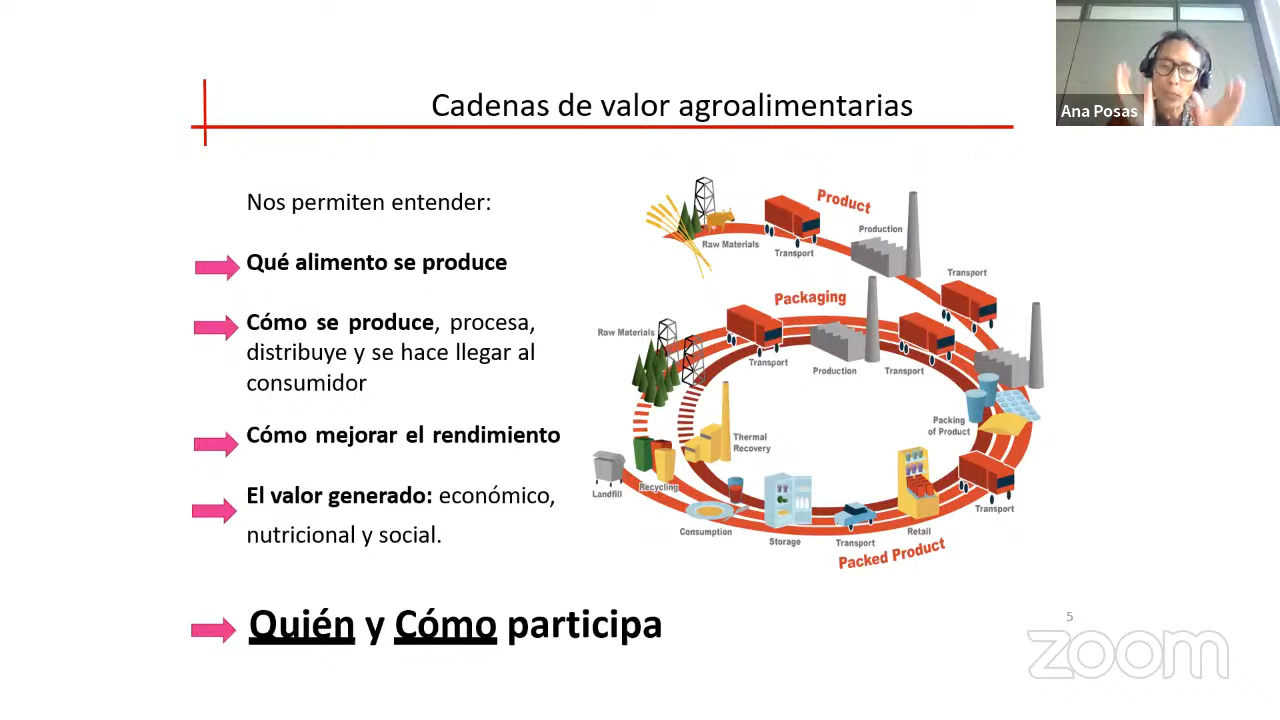 Cadenas de valor agroalimentarias
Ana Posas
Nos permiten entender:
Qué alimento se produce
Cómo se produce, procesa,
distribuye y se hace llegar al
consumidor
Cómo mejorar el rendimiento
El valor generado: económico,
nutricional y social.
Quién y Cómo participa
Product
Raw Materials
Transport
Production
Transport
Packaging
Raw Materials
Transport
Production
Transport
Packing
of Product
Thermal
Recovery
Landfill
Recycling
Consumption
Storage
Transport
Retail
Transport
Packed Product
5
zoom